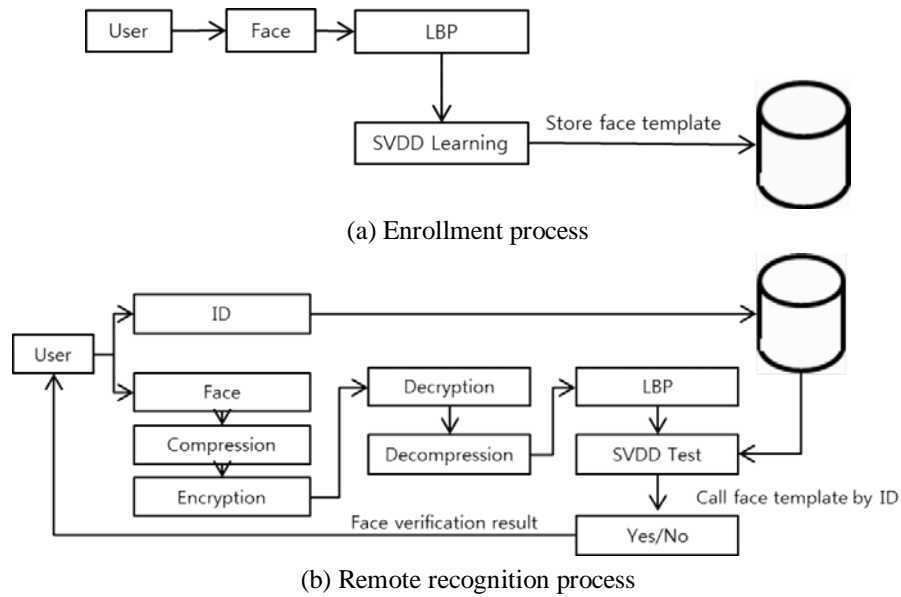 User
Face
LBP
SVDD Learning
Store face template
(a) Enrollment process
ID
User
Face
Compression
Encryption
Decryption
Decompression
LBP
SVDD Test
Call face template by ID
Yes/No
Face verification result
(b) Remote recognition process